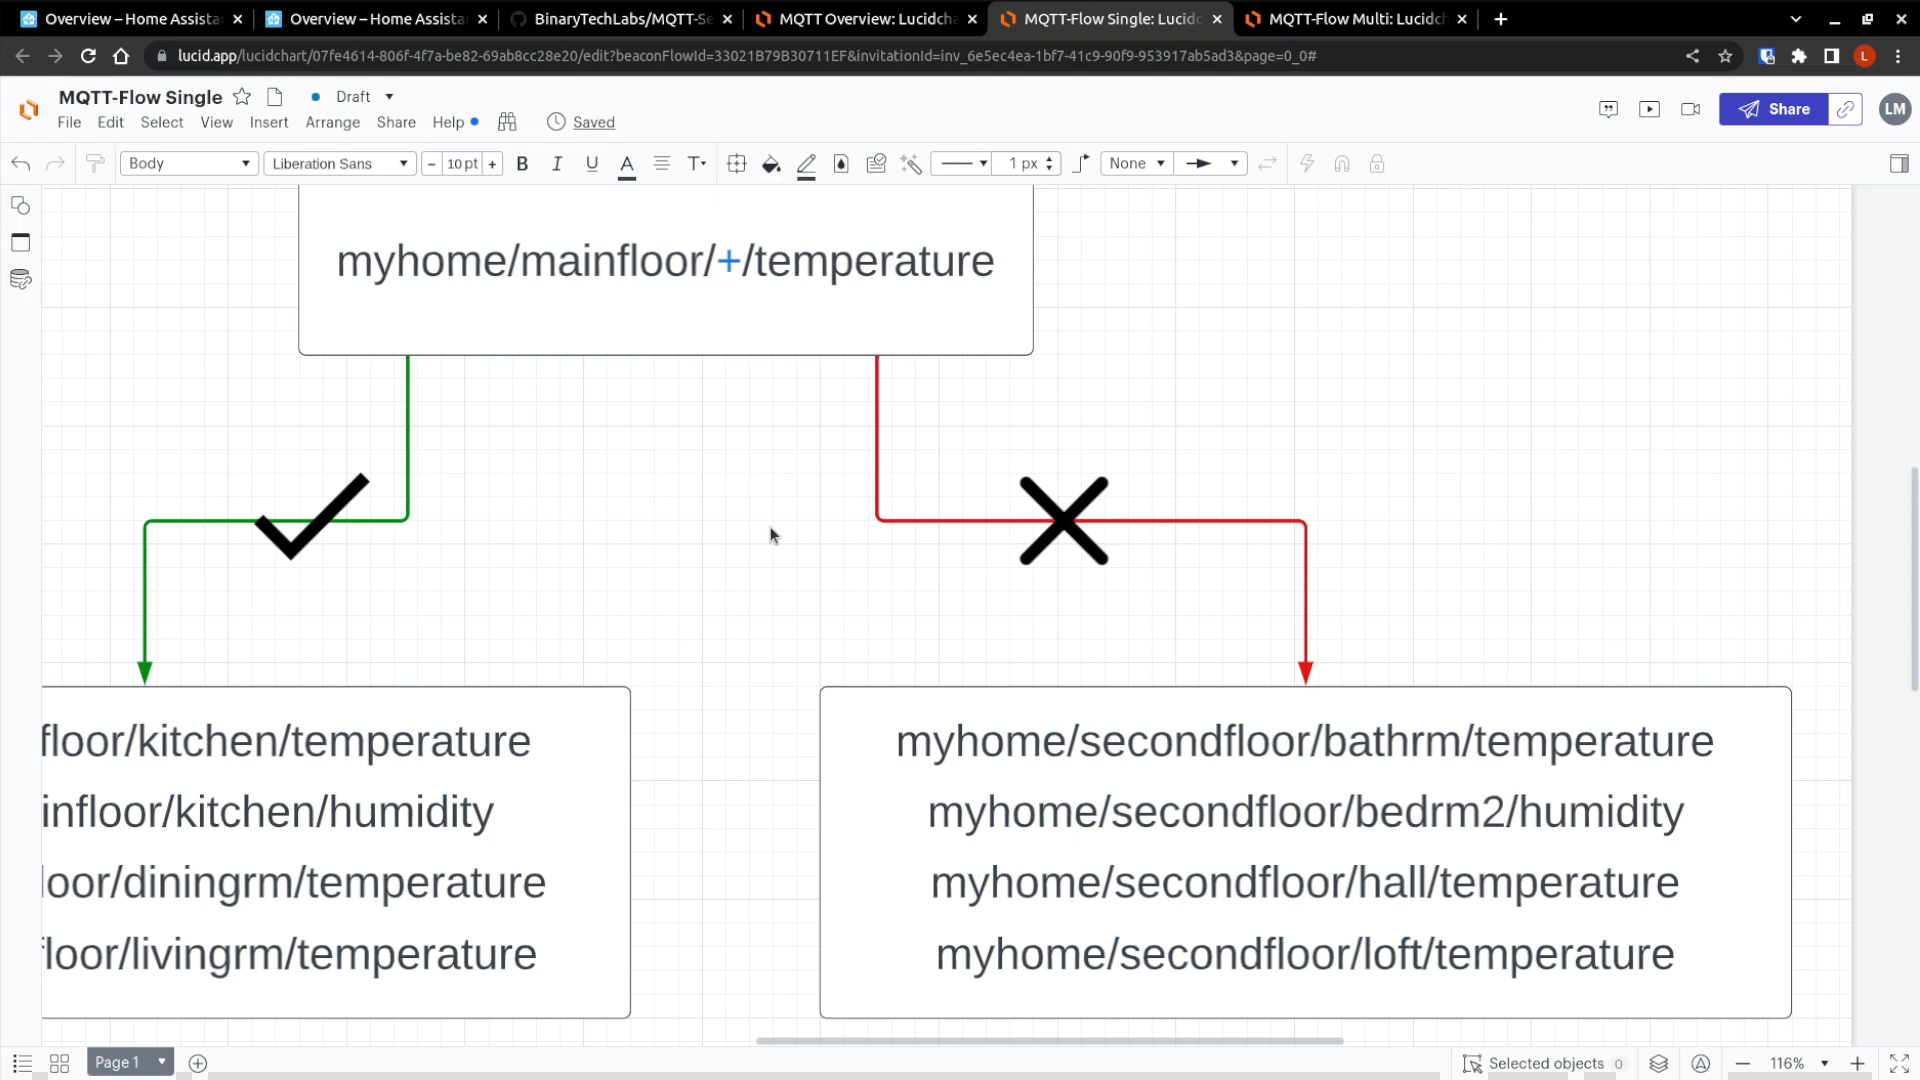 Overview – Home Assista
Overview – Home Assista
BinaryTechLabs/MQTT-Se
MQTT Overview: Lucidcha
MQTT-Flow Single: Lucidc
MQTT-Flow Multi: Lucidch
lucid.app/lucidchart/07fe4614-806f-4f7a-be82-69ab8cc28e20/edit?beaconFlowId=33021B79B30711EF&invitationId=inv_6e5ec4ea-1bf7-41c9-90f9-953917ab5ad3&page=0_0#
L
MQTT-Flow Single
Draft
File Edit Select View Insert Arrange Share Help
Saved
Share
LM
Body
Liberation Sans
− 10 pt +
B I U A T
1 px
None
myhome/mainfloor/+/temperature
floor/kitchen/temperature
infloor/kitchen/humidity
loor/diningrm/temperature
floor/livingrm/temperature
myhome/secondfloor/bathrm/temperature
myhome/secondfloor/bedrm2/humidity
myhome/secondfloor/hall/temperature
myhome/secondfloor/loft/temperature
Page 1
Selected objects 0
116%